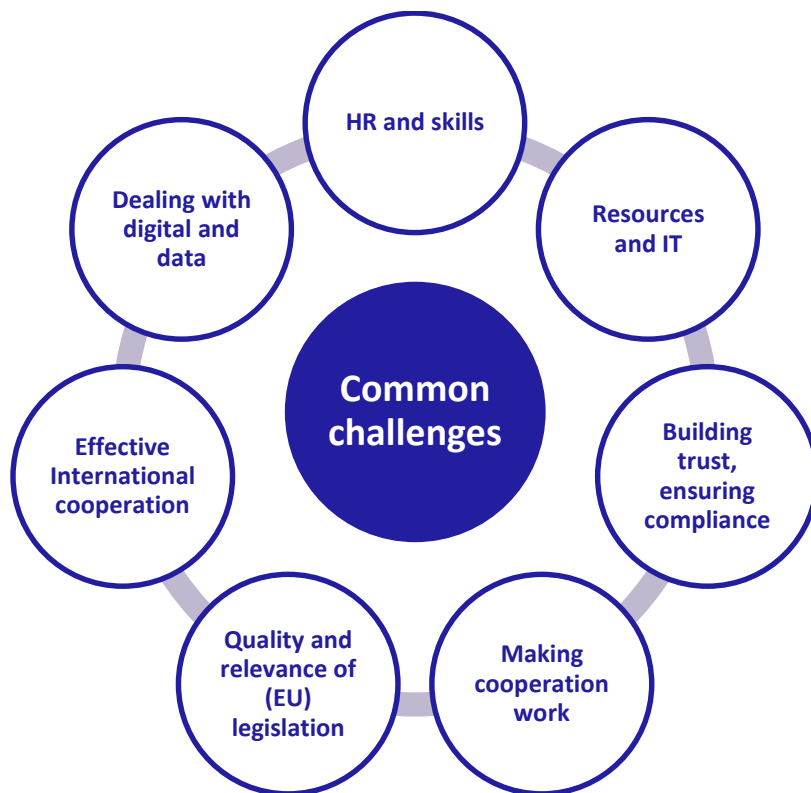 HR and skills
Resources
and IT
Building
trust,
ensuring
compliance
Making
cooperation
work
Quality and
relevance of
(EU)
legislation
Effective
International
cooperation
Dealing with
digital and
data
Common
challenges